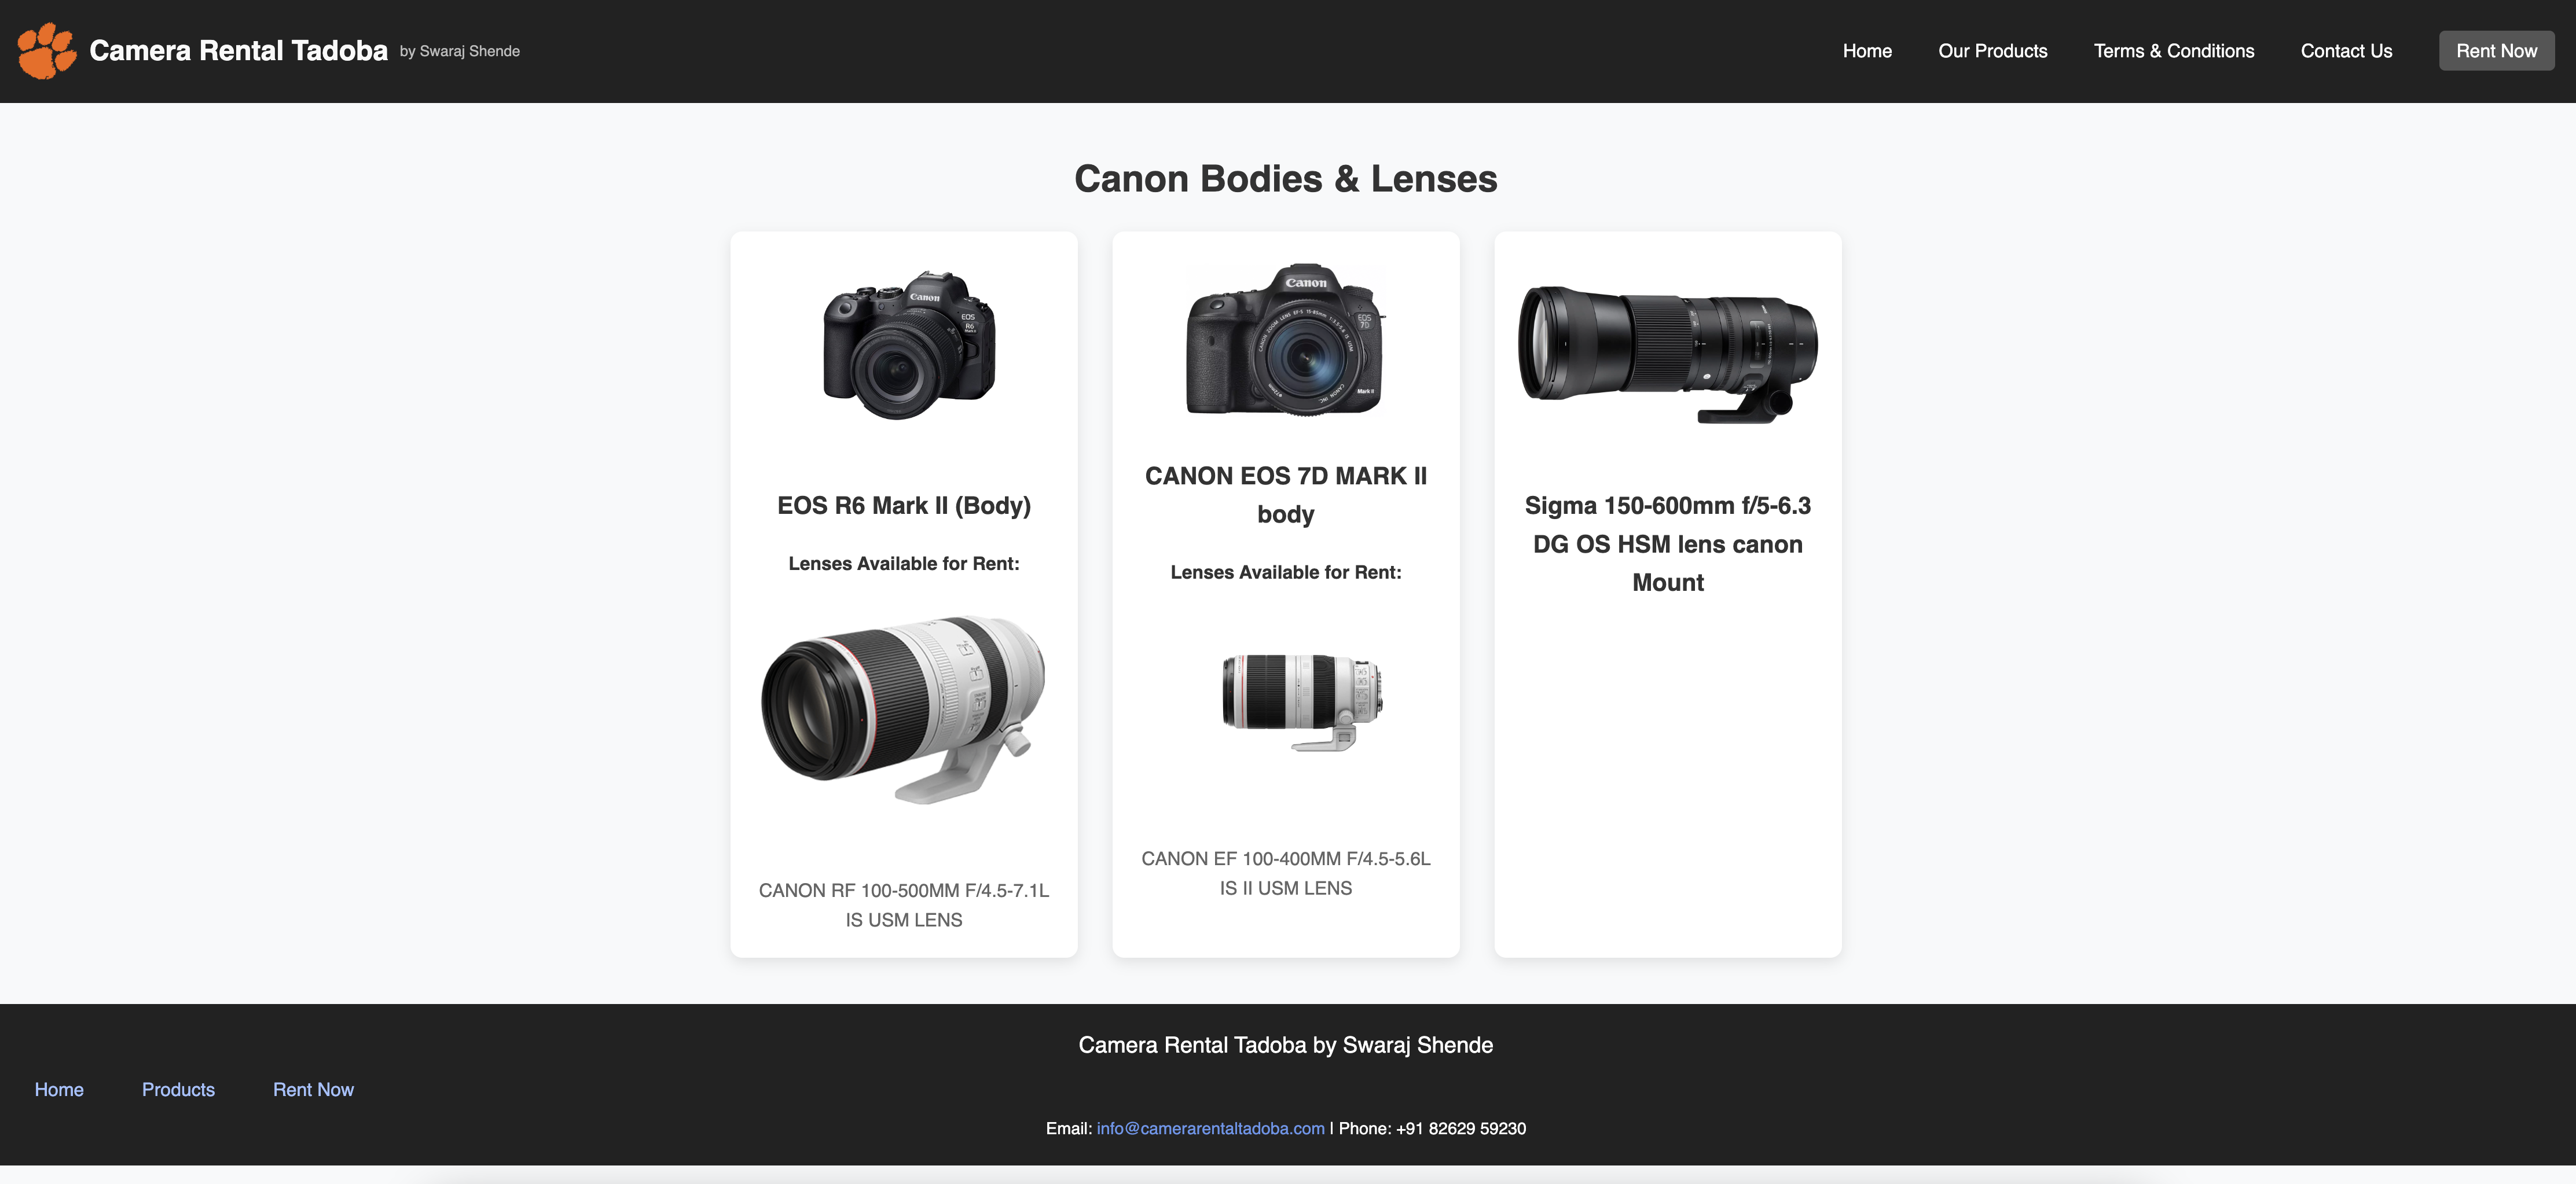 Camera Rental Tadoba by Swaraj Shende
Home Our Products Terms & Conditions Contact Us Rent Now
Canon Bodies & Lenses
Canon
EOS
R6
Mark II
Canon
EOS
7D
Mark II
EOS R6 Mark II (Body)
Lenses Available for Rent:
CANON RF 100-500MM F/4.5-7.1L
IS USM LENS
CANON EOS 7D MARK II
body
Lenses Available for Rent:
CANON EF 100-400MM F/4.5-5.6L
IS II USM LENS
Sigma 150-600mm f/5-6.3
DG OS HSM lens canon
Mount
Camera Rental Tadoba by Swaraj Shende
Home Products Rent Now
Email: info@camerarentaltadoba.com | Phone: +91 82629 59230